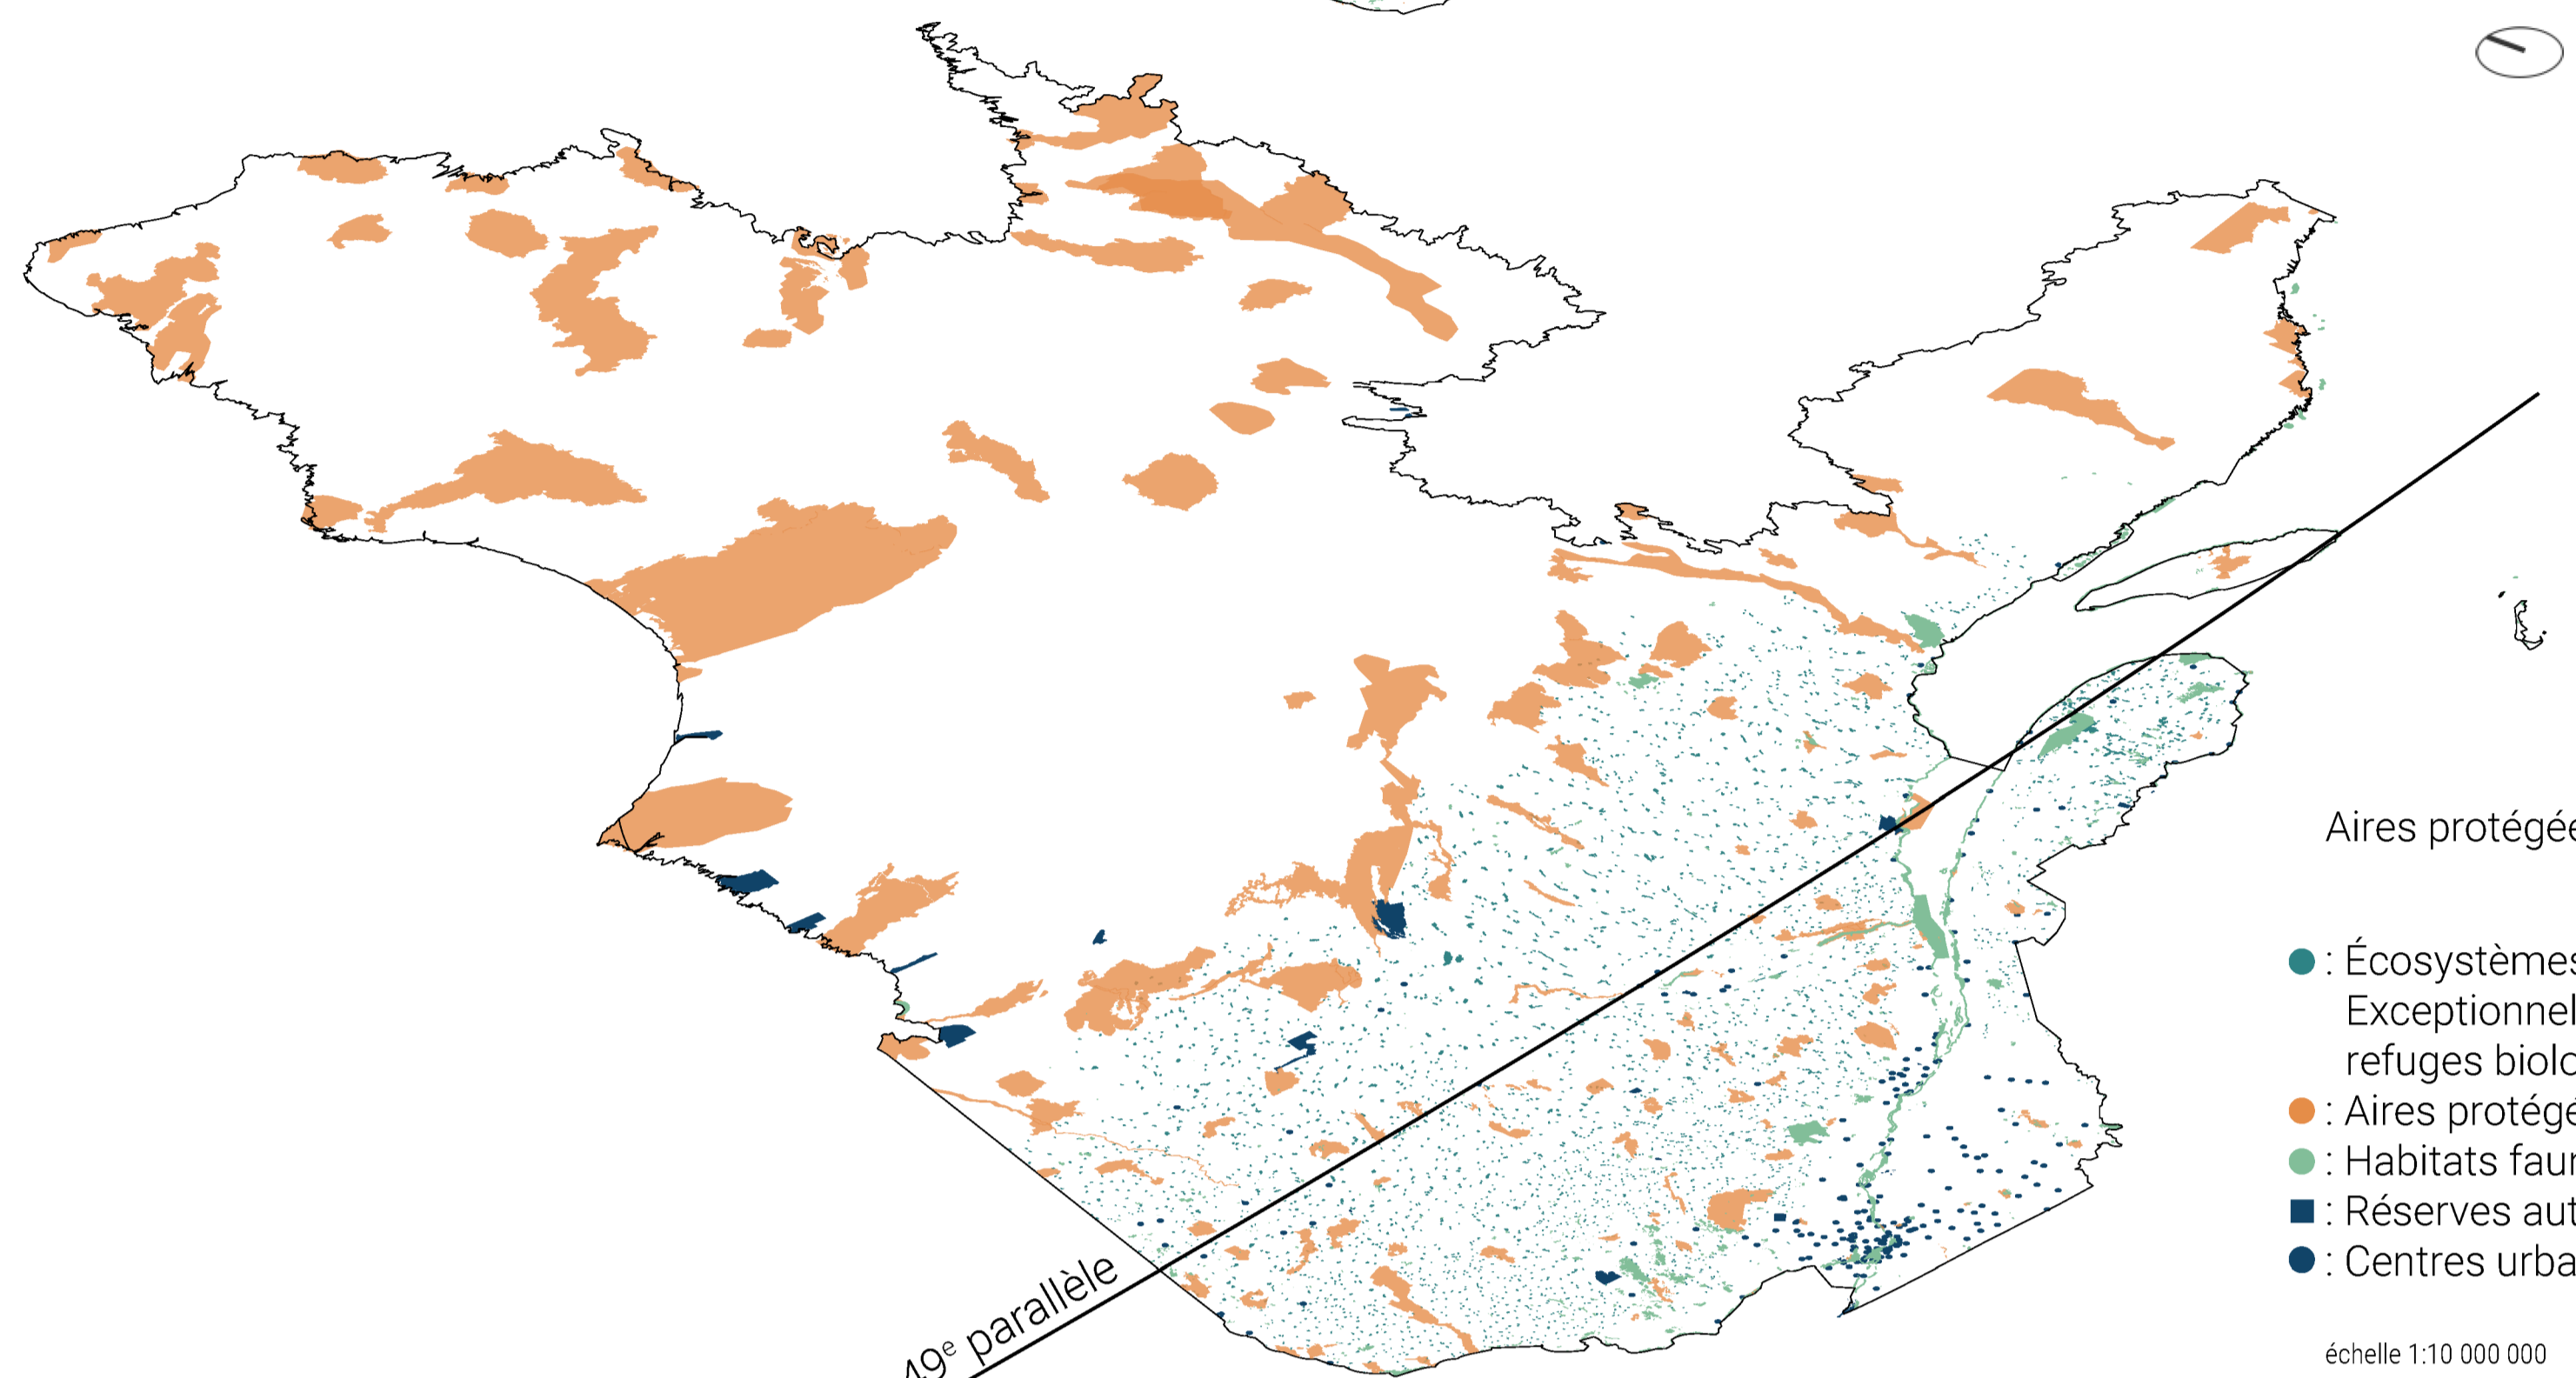 Aires protégée
: Écosystèmes
Exceptionnel
refuges biolo
: Aires protégé
: Habitats faun
: Réserves aut
: Centres urba
49e parallèle
échelle 1:10 000 000